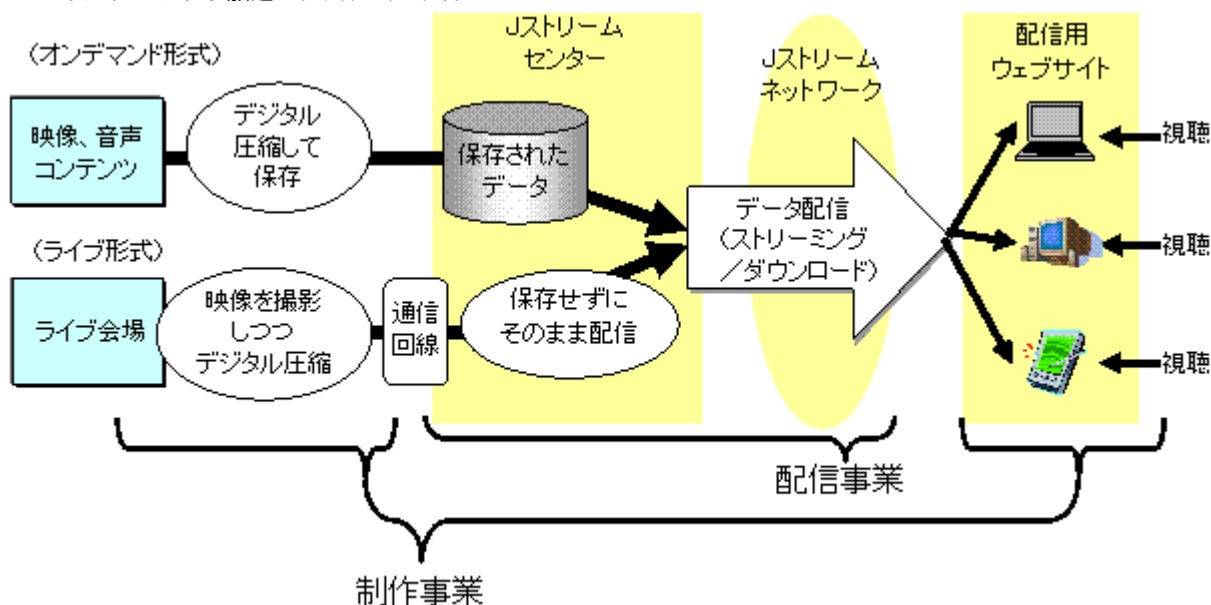 （オンデマンド形式）
映像、音声
コンテンツ
デジタル
圧縮して
保存
Jストリーム
センター
保存された
データ
Jストリーム
ネットワーク
データ配信
（ストリーミング
／ダウンロード）
配信用
ウェブサイト
視聴
視聴
視聴
（ライブ形式）
ライブ会場
映像を撮影
しつつ
デジタル圧縮
通信
回線
保存せずに
そのまま配信
配信事業
制作事業